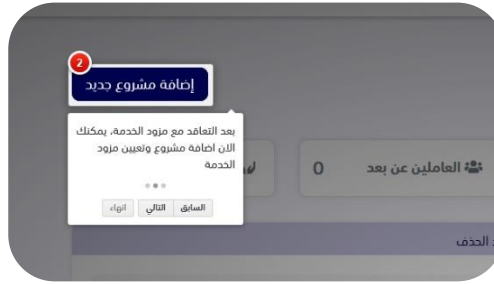 2
إضافة مشروع جديد
بعد التعاقد مع مزود الخدمة، يمكنك
الان اضافة مشروع وتعيين مزود
الخدمة
السابق التالي انهاء
العاملين عن بعد 0
الحذف